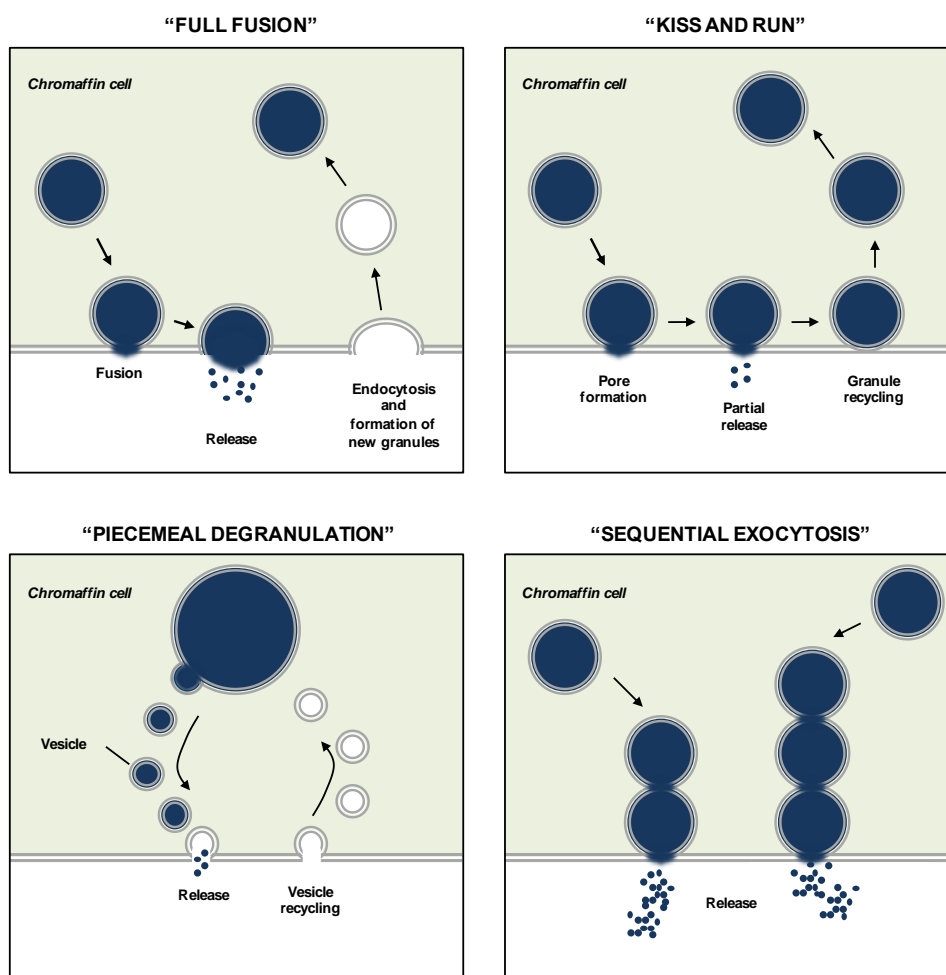 “FULL FUSION”
Chromaffin cell
Fusion
Release
Endocytosis
and
formation of
new granules
“KISS AND RUN”
Chromaffin cell
Pore
formation
Partial
release
Granule
recycling
“PIECEMEAL DEGRANULATION”
Chromaffin cell
Vesicle
Release
Vesicle
recycling
“SEQUENTIAL EXOCYTOSIS”
Chromaffin cell
Release